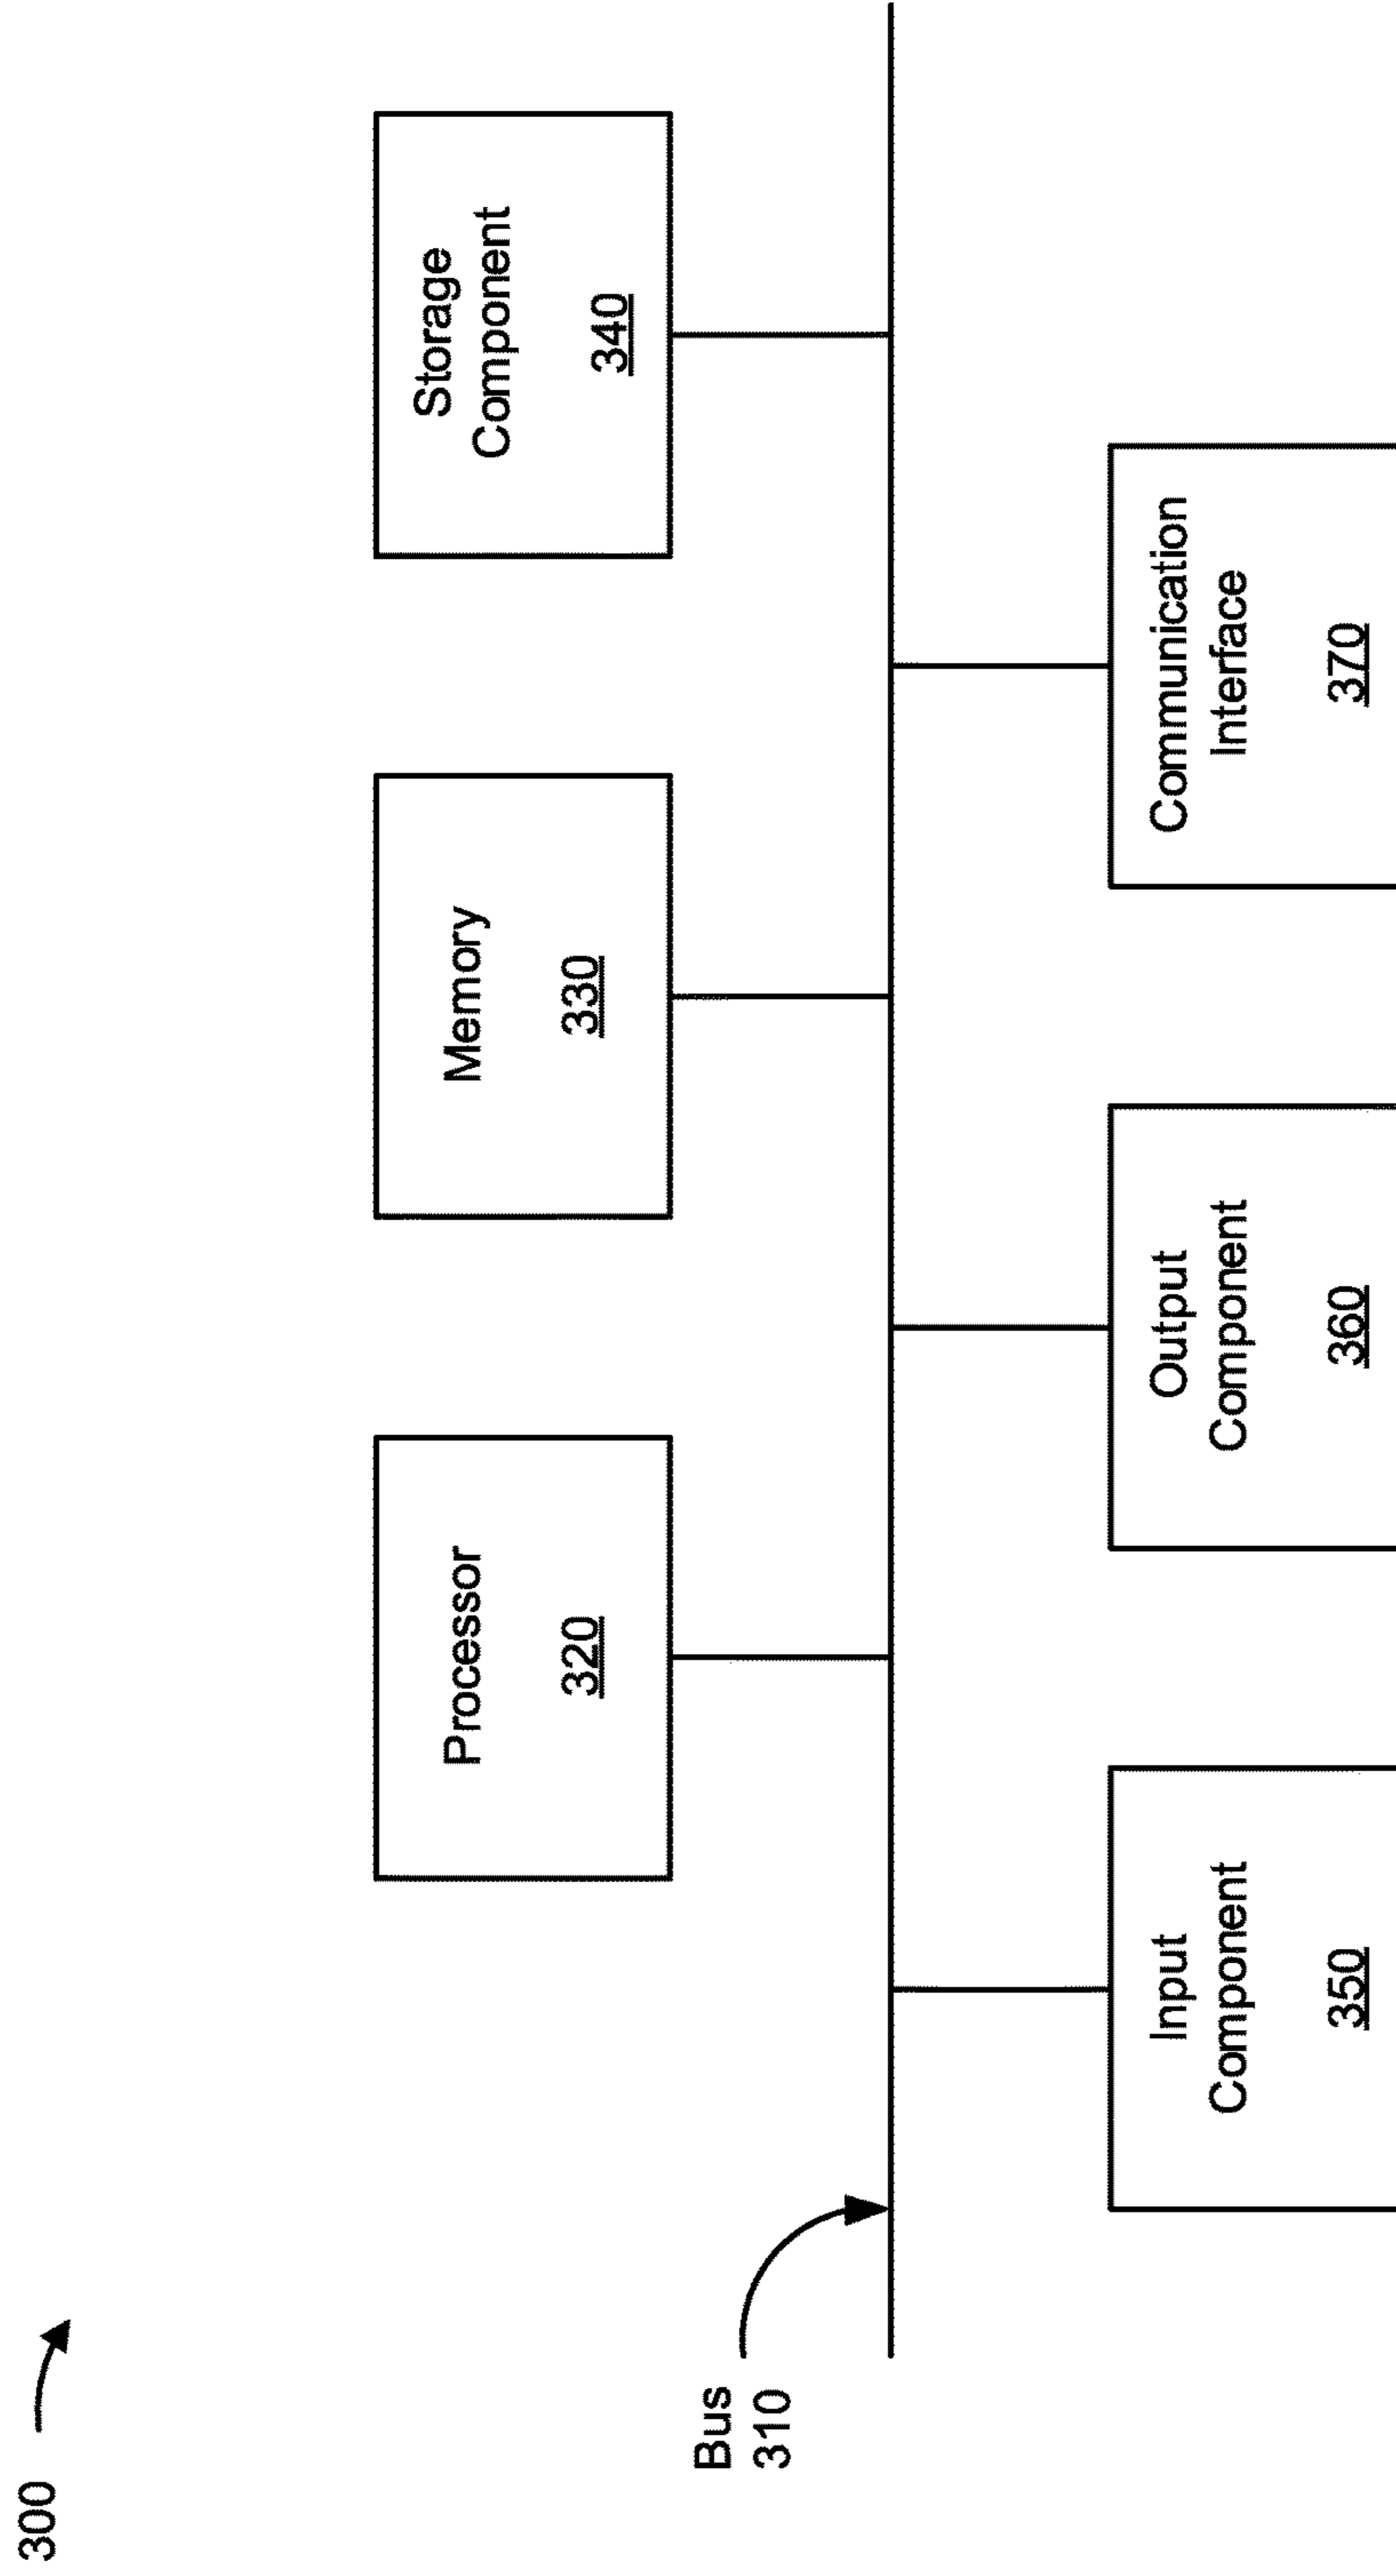 300
Processor
320
Memory
330
Storage
Component
340
Bus
310
Input
Component
350
Output
Component
360
Communication
Interface
370